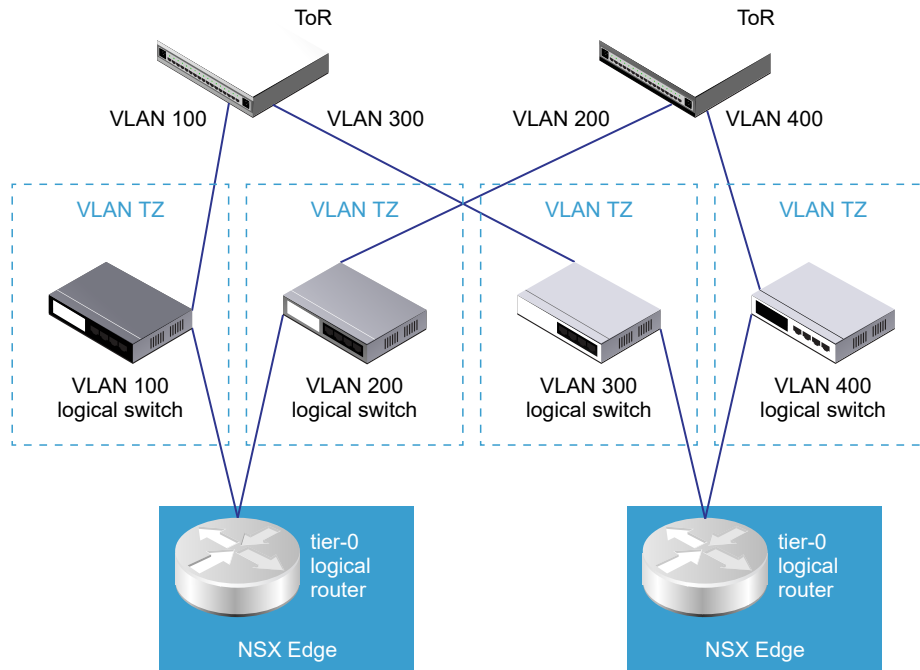 ToR
ToR
VLAN 100
VLAN 300
VLAN 200
VLAN 400
VLAN TZ
VLAN TZ
VLAN TZ
VLAN TZ
VLAN 100
logical switch
VLAN 200
logical switch
VLAN 300
logical switch
VLAN 400
logical switch
tier-0
logical
router
NSX Edge
tier-0
logical
router
NSX Edge